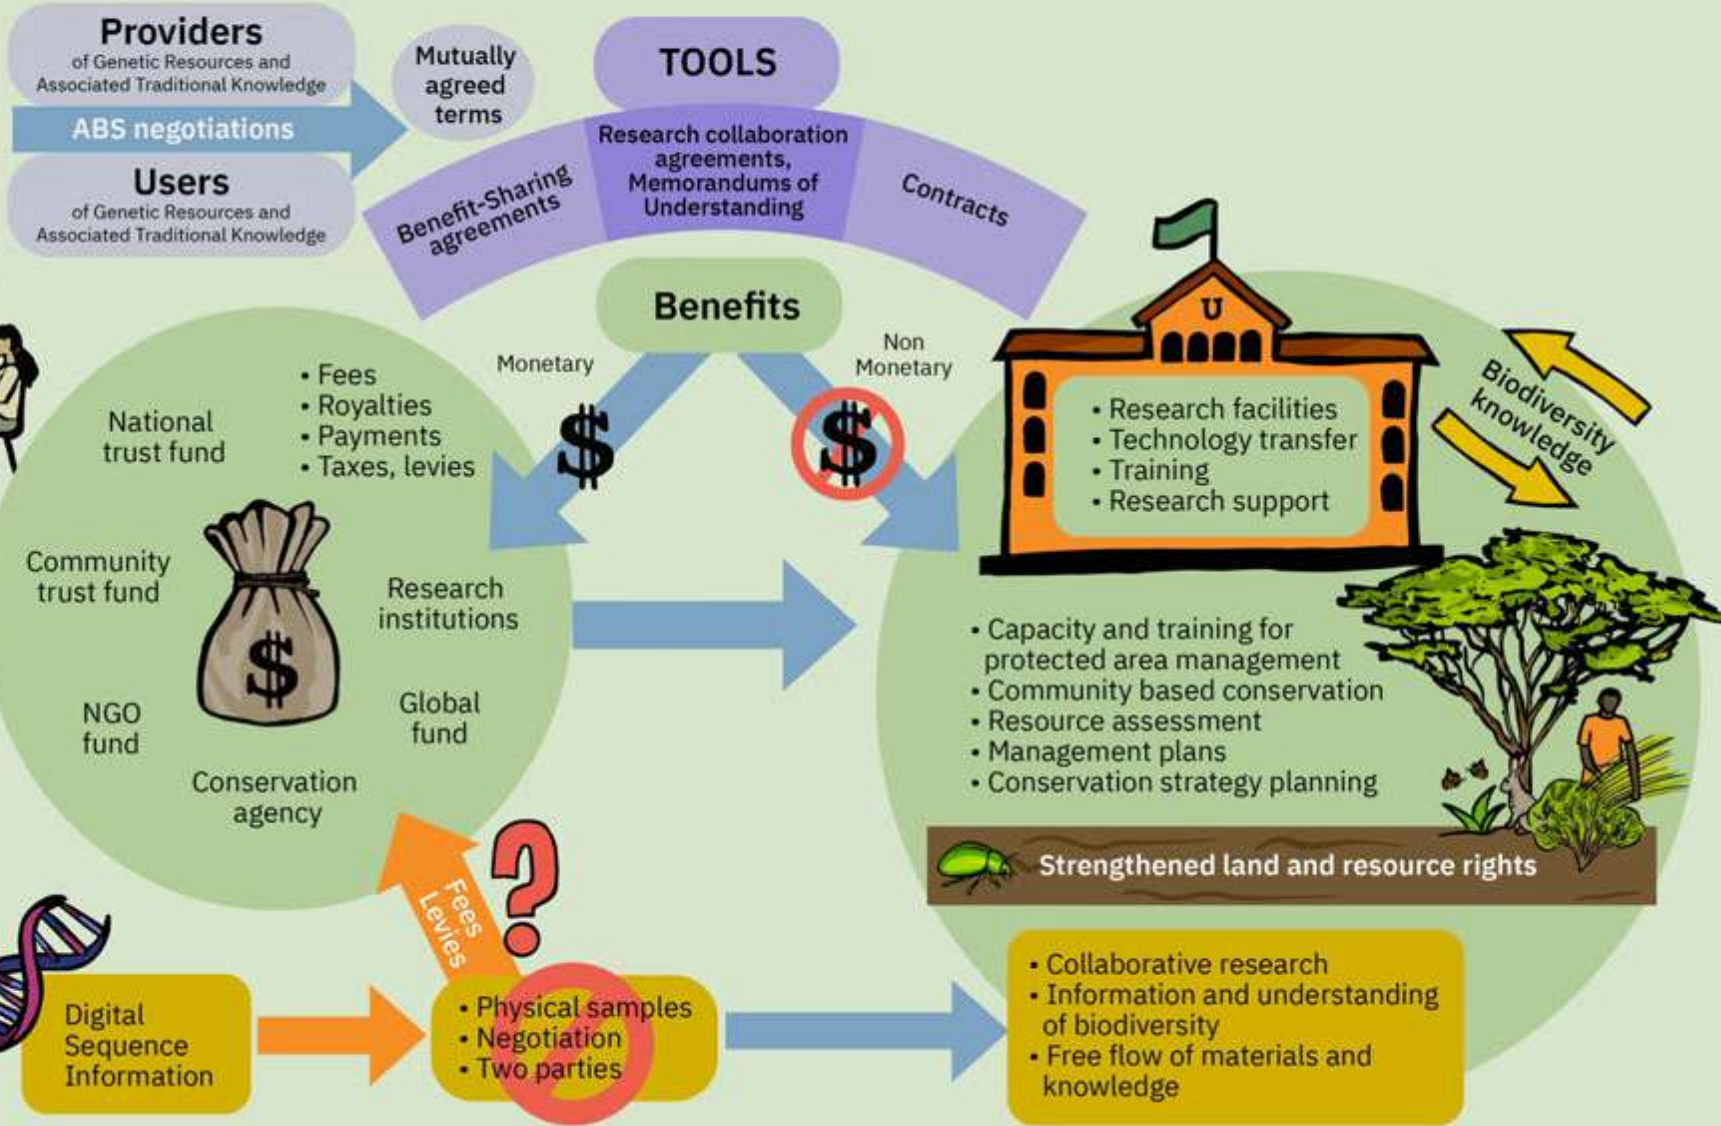 Providers
of Genetic Resources and
Associated Traditional Knowledge
ABS negotiations
Users
of Genetic Resources and
Associated Traditional Knowledge
Mutually
agreed
terms
TOOLS
Benefit-Sharing
agreements
Research collaboration
agreements,
Memorandums of
Understanding
Contracts
Benefits
Monetary
$
Non
Monetary
$
• Fees
• Royalties
• Payments
• Taxes, levies
National
trust fund
Community
trust fund
$
Research
institutions
NGO
fund
Global
fund
Conservation
agency
U
• Research facilities
• Technology transfer
• Training
• Research support
Biodiversity
knowledge
• Capacity and training for
protected area management
• Community based conservation
• Resource assessment
• Management plans
• Conservation strategy planning
Strengthened land and resource rights
Fees
Levies
?
Digital
Sequence
Information
• Physical samples
• Negotiation
• Two parties
• Collaborative research
• Information and understanding
of biodiversity
• Free flow of materials and
knowledge